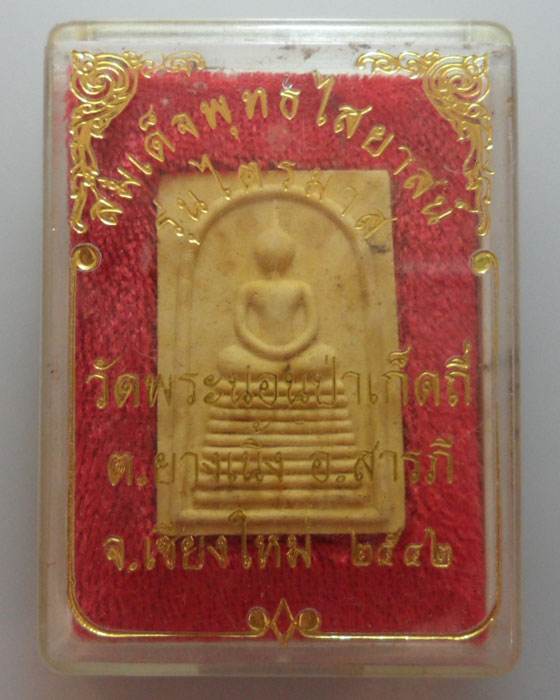 สมเด็จพุทธไสยาสน์
รุ่นไตรมาส
วัดพระนอนป่าเก็ดถี่
ต.ยางเนิ้ง อ.สารภี
จ.เชียงใหม่ ๒๕๔๒